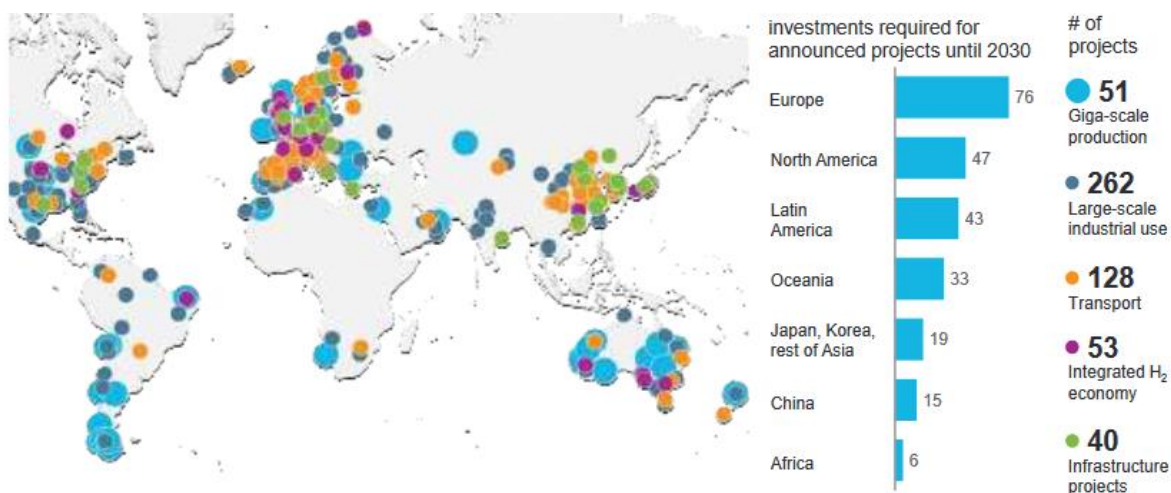 investments required for
announced projects until 2030
Europe
76
North America
47
Latin
America
43
Oceania
33
Japan, Korea,
rest of Asia
19
China
15
Africa
6
# of
projects
51
Giga-scale
production
262
Large-scale
industrial use
128
Transport
53
Integrated H₂
economy
40
Infrastructure
projects